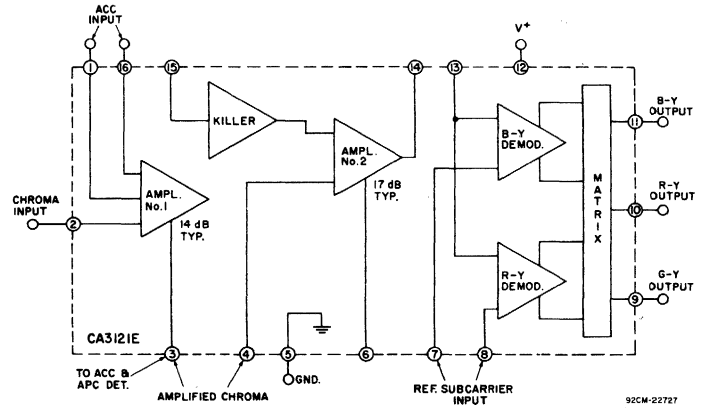 ACC
INPUT
V+
1
16
15
14
13
12
KILLER
B-Y
DEMOD.
B-Y
OUTPUT
11
AMPL.
No.2
17 dB
TYP.
AMPL.
No.1
14 dB
TYP.
CHROMA
INPUT
2
MATRIX
R-Y
OUTPUT
10
R-Y
DEMOD.
G-Y
OUTPUT
9
CA3121E
3
4
5
6
7
8
TO ACC &
APC DET.
AMPLIFIED CHROMA
GND.
REF. SUBCARRIER
INPUT
92CM-22727